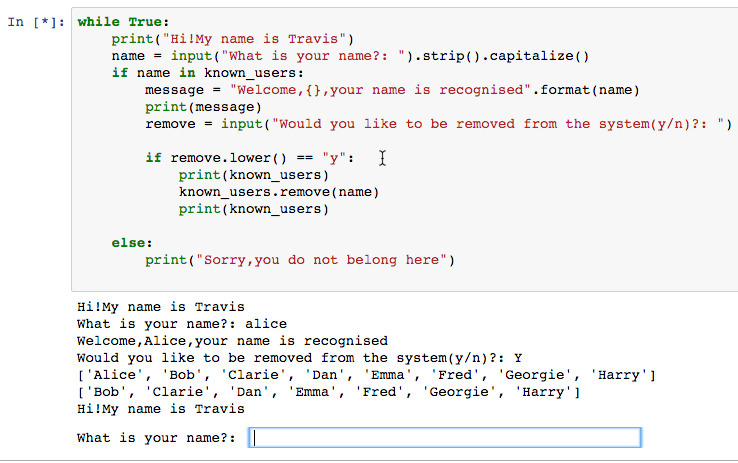 In [*]: while True:
print("Hi!My name is Travis")
name = input("What is your name?: ").strip().capitalize()
if name in known_users:
message = "Welcome,{},your name is recognised".format(name)
print(message)
remove = input("Would you like to be removed from the system(y/n)?: ")
if remove.lower() == "y":
print(known_users)
known_users.remove(name)
print(known_users)
else:
print("Sorry,you do not belong here")
Hi!My name is Travis
What is your name?: alice
Welcome,Alice,your name is recognised
Would you like to be removed from the system(y/n)?: Y
['Alice', 'Bob', 'Clarie', 'Dan', 'Emma', 'Fred', 'Georgie', 'Harry']
['Bob', 'Clarie', 'Dan', 'Emma', 'Fred', 'Georgie', 'Harry']
Hi!My name is Travis
What is your name?: